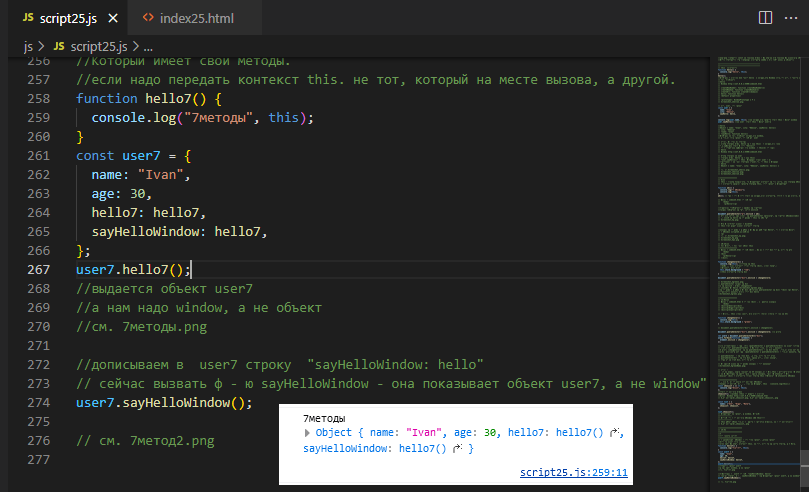 JS script25.js ×
<> index25.html
js > JS script25.js > ...
256 //Который имеет свои методы.
257 //если надо передать контекст this. не тот, который на месте вызова, а другой.
258 function hello7() {
259 console.log("7методы", this);
260 }
261 const user7 = {
262 name: "Ivan",
263 age: 30,
264 hello7: hello7,
265 sayHelloWindow: hello7,
266 };
267 user7.hello7();
268 //выдается объект user7
269 //а нам надо window, а не объект
270 //см. 7методы.png
271
272 //дописываем в user7 строку "sayHelloWindow: hello"
273 // сейчас вызвать ф - ю sayHelloWindow - она показывает объект user7, а не window"
274 user7.sayHelloWindow();
275
276 // см. 7метод2.png
277
7методы
Object { name: "Ivan", age: 30, hello7: hello7(),
sayHelloWindow: hello7() }
script25.js:259:11